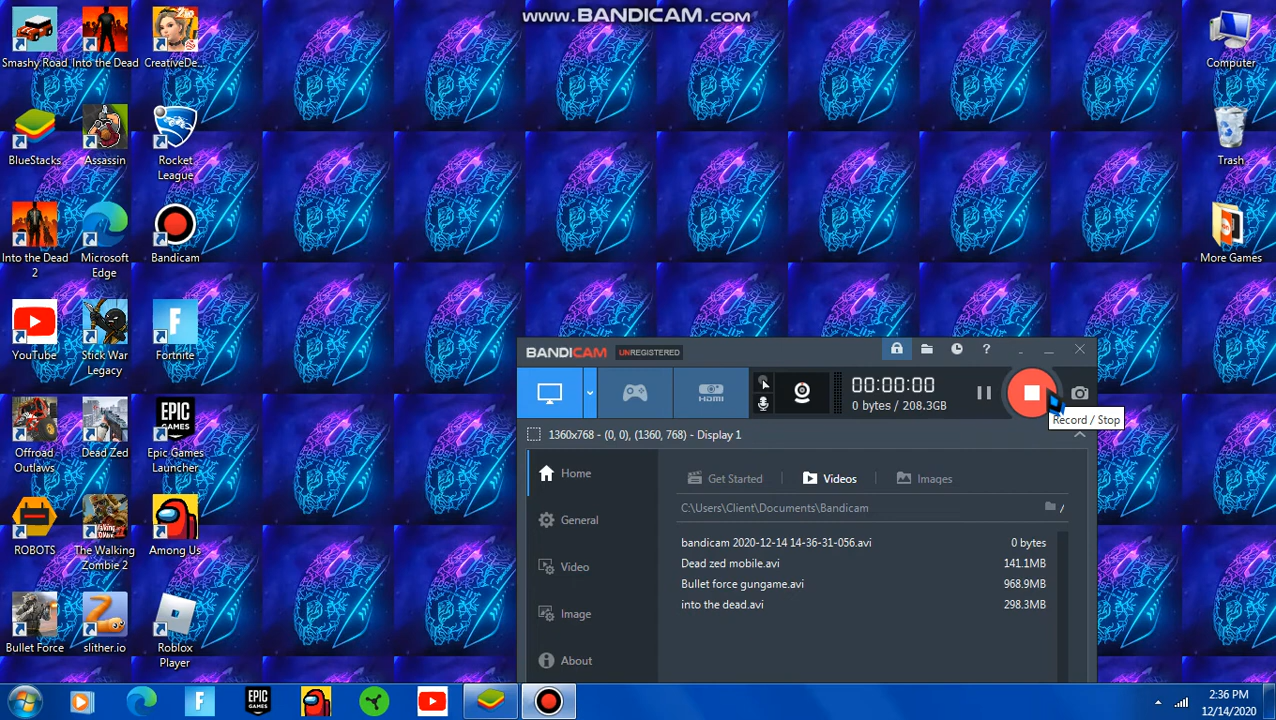 www.BANDICAM.com
Smashy Road
Into the Dead
CreativeDe...
Computer
BlueStacks
Assassin
Rocket
League
Trash
Into the Dead
2
Microsoft
Edge
Bandicam
More Games
YouTube
Stick War
Legacy
Fortnite
Offroad
Outlaws
Dead Zed
Epic Games
Launcher
ROBOTS
The Walking
Zombie 2
Among Us
Bullet Force
slither.io
Roblox
Player
BANDICAM UNREGISTERED
HDMI
00:00:00
0 bytes / 208.3GB
Record / Stop
1360x768 - (0, 0), (1360, 768) - Display 1
Home
General
Video
Image
About
Get Started
Videos
Images
C:\Users\Client\Documents\Bandicam
bandicam 2020-12-14 14-36-31-056.avi 0 bytes
Dead zed mobile.avi 141.1MB
Bullet force gungame.avi 968.9MB
into the dead.avi 298.3MB
EPIC
GAMES
2:36 PM
12/14/2020